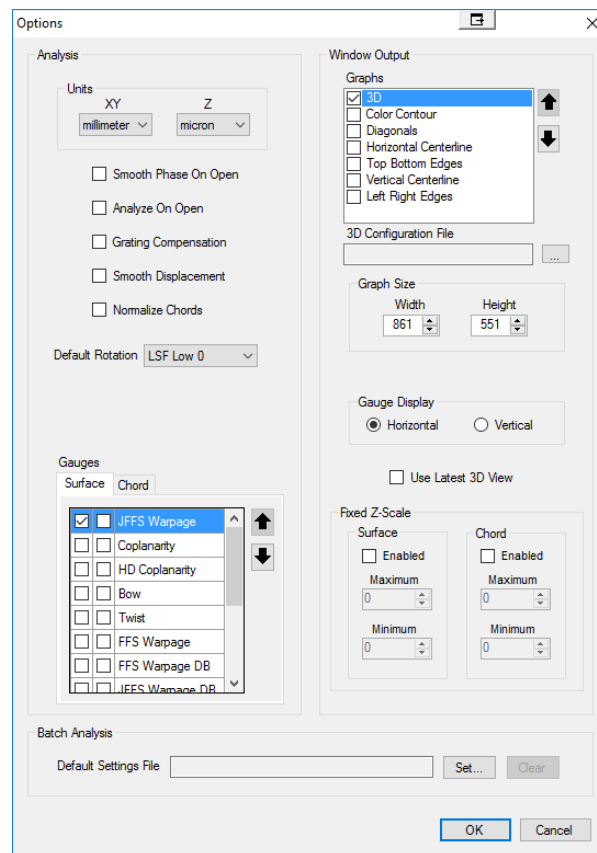 Options
Analysis
Units
XY
Z
millimeter
micron
Smooth Phase On Open
Analyze On Open
Grating Compensation
Smooth Displacement
Normalize Chords
Default Rotation
LSF Low 0
Gauges
Surface
Chord
JFFS Warpage
Coplanarity
HD Coplanarity
Bow
Twist
FFS Warpage
FFS Warpage DB
JFFS Warpage DB
Window Output
Graphs
3D
Color Contour
Diagonals
Horizontal Centerline
Top Bottom Edges
Vertical Centerline
Left Right Edges
3D Configuration File
...
Graph Size
Width
Height
861
551
Gauge Display
Horizontal
Vertical
Use Latest 3D View
Fixed Z-Scale
Surface
Enabled
Maximum
0
Minimum
0
Chord
Enabled
Maximum
0
Minimum
0
Batch Analysis
Default Settings File
Set...
Clear
OK
Cancel